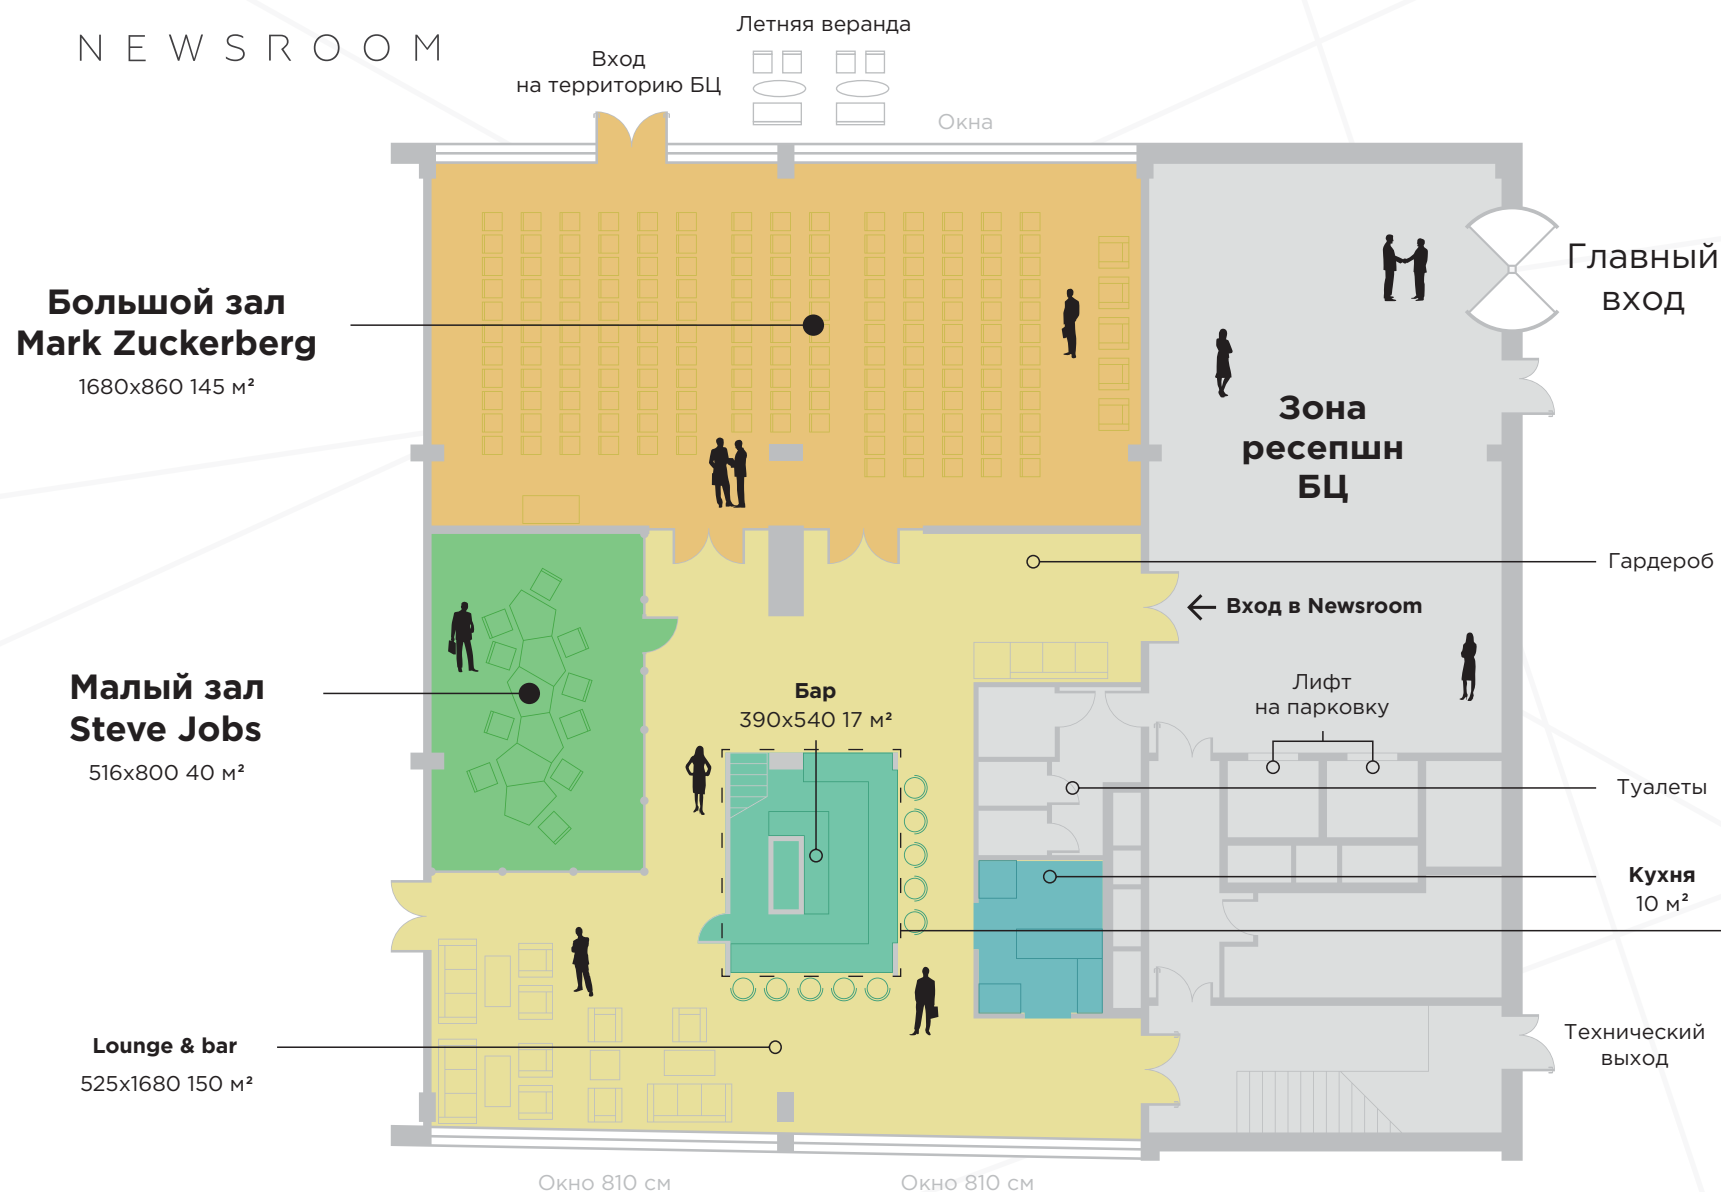 NEWSROOM
Летняя веранда
Вход
на территорию БЦ
Окна
Большой зал
Mark Zuckerberg
1680x860 145 м²
Главный
вход
Зона
ресепшн
БЦ
Гардероб
Вход в Newsroom
Малый зал
Steve Jobs
516x800 40 м²
Бар
390x540 17 м²
Лифт
на парковку
Туалеты
Кухня
10 м²
Lounge & bar
525x1680 150 м²
Технический
выход
Окно 810 см
Окно 810 см